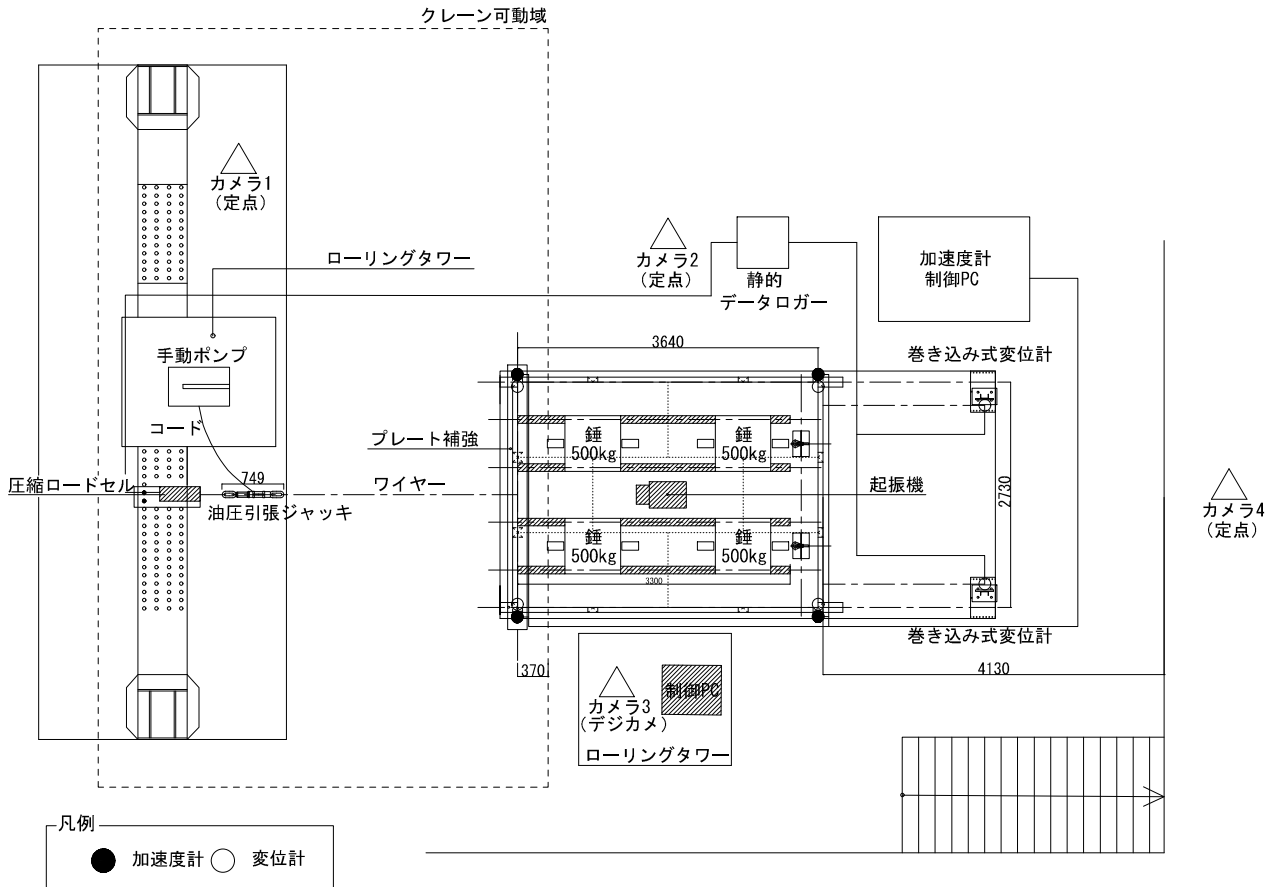 クレーン可動域
カメラ1
(定点)
ローリングタワー
カメラ2
(定点)
静的
データロガー
加速度計
制御PC
手動ポンプ
コード
3640
巻き込み式変位計
プレート補強
錘
500kg
錘
500kg
圧縮ロードセル
749
油圧引張ジャッキ
ワイヤー
起振機
2730
カメラ4
(定点)
錘
500kg
錘
500kg
3300
巻き込み式変位計
370
4130
カメラ3
(デジカメ)
制御PC
ローリングタワー
凡例
加速度計
変位計